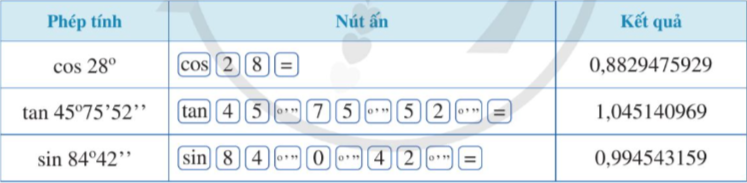 Phép tính Nút ấn Kết quả
cos 28º cos 2 8 = 0,8829475929
tan 45º75’52’’ tan 4 5 º ’ ’’ 7 5 º ’ ’’ 5 2 º ’ ’’ = 1,045140969
sin 84º42’’ sin 8 4 º ’ ’’ 0 º ’ ’’ 4 2 º ’ ’’ = 0,994543159